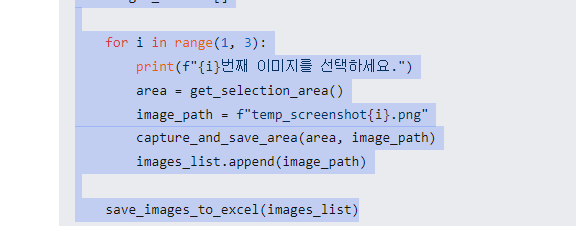 for i in range(1, 3):
print(f"{i}번째 이미지를 선택하세요.")
area = get_selection_area()
image_path = f"temp_screenshot{i}.png"
capture_and_save_area(area, image_path)
images_list.append(image_path)
save_images_to_excel(images_list)